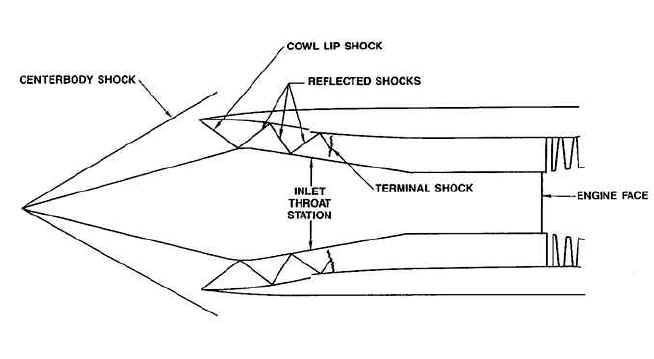 COWL LIP SHOCK
CENTERBODY SHOCK
REFLECTED SHOCKS
INLET
THROAT
STATION
TERMINAL SHOCK
ENGINE FACE